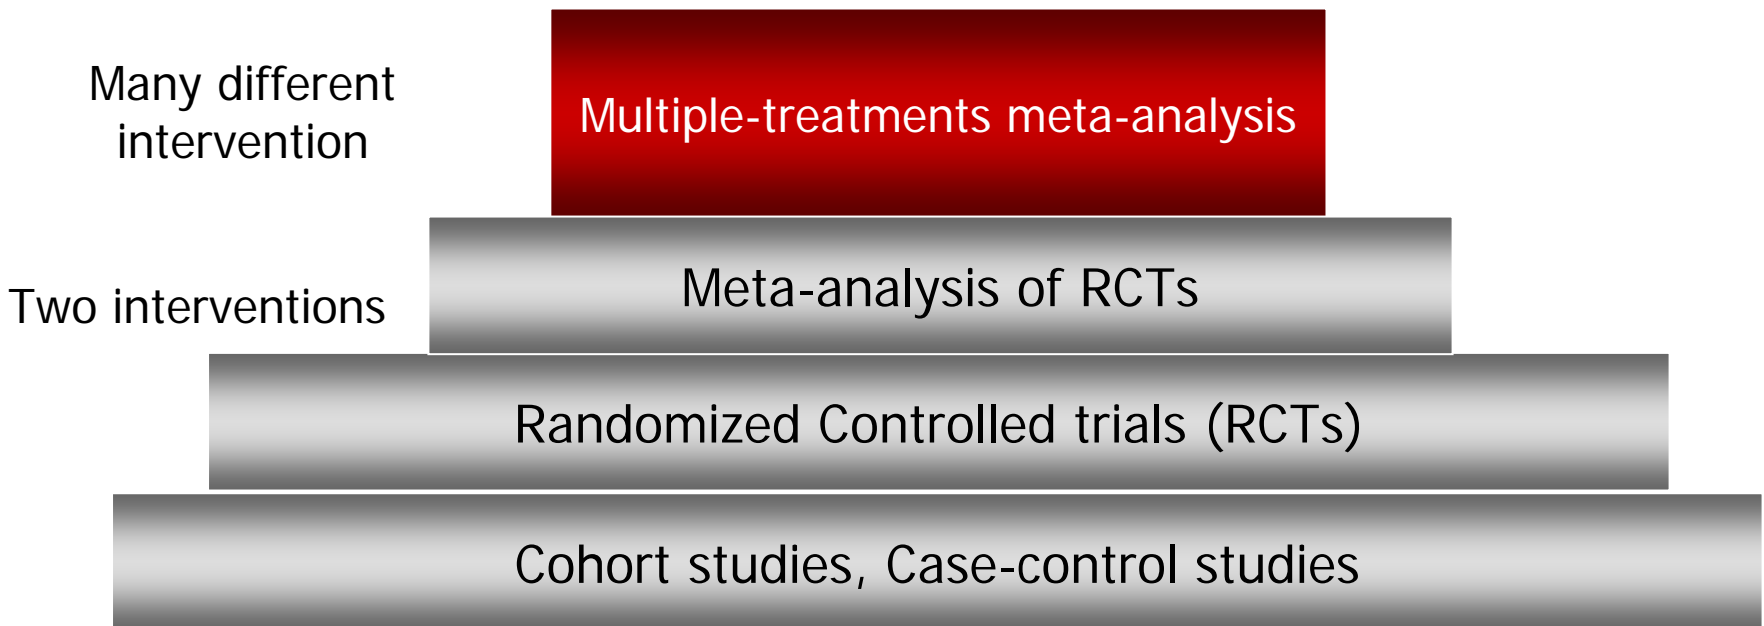 Many different
intervention
Multiple-treatments meta-analysis
Two interventions
Meta-analysis of RCTs
Randomized Controlled trials (RCTs)
Cohort studies, Case-control studies